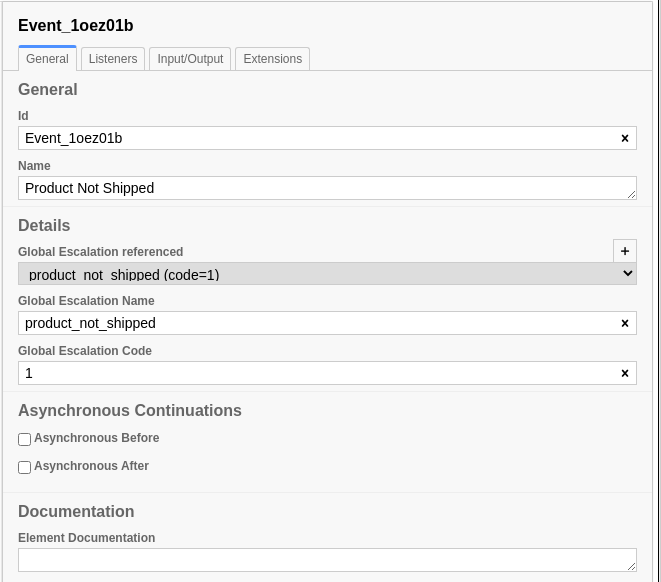 Event_1oez01b
General Listeners Input/Output Extensions
General
Id
Event_1oez01b ×
Name
Product Not Shipped
Details
Global Escalation referenced +
product_not_shipped (code=1)
Global Escalation Name
product_not_shipped ×
Global Escalation Code
1 ×
Asynchronous Continuations
Asynchronous Before
Asynchronous After
Documentation
Element Documentation